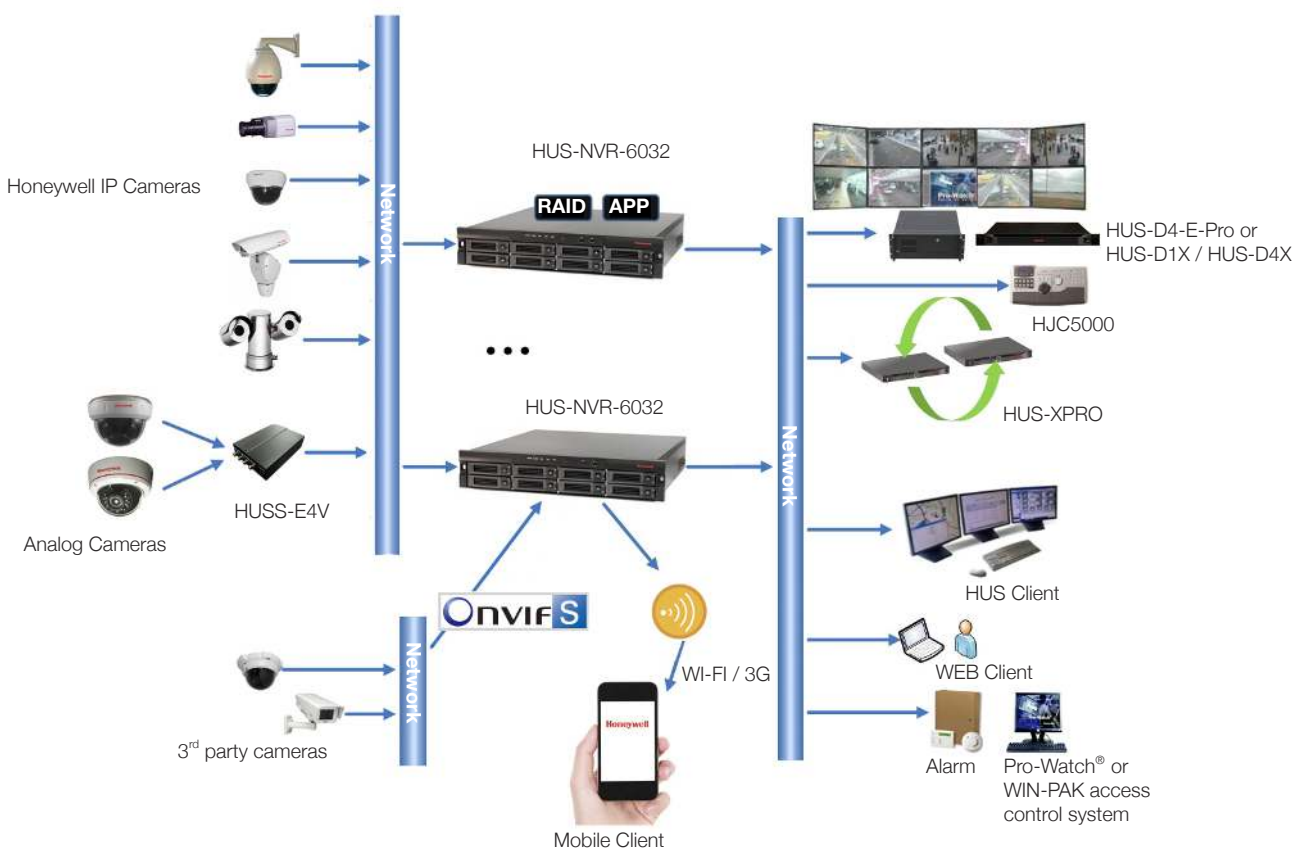 HUS-NVR-6032
RAID
APP
Honeywell IP Cameras
Network
HUS-D4-E-Pro or
HUS-D1X / HUS-D4X
HJC5000
HUS-XPRO
HUS-NVR-6032
Network
HUSS-E4V
Analog Cameras
HUS Client
ONVIF S
Network
WI-FI / 3G
WEB Client
Honeywell
3rd party cameras
Alarm
Pro-Watch® or
WIN-PAK access
control system
Mobile Client